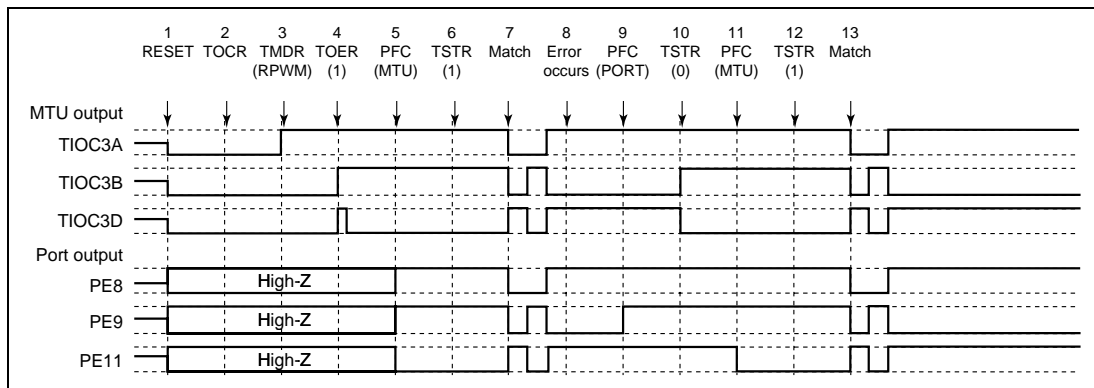 1 2 3 4 5 6 7 8 9 10 11 12 13
RESET TOCR TMDR TOER PFC TSTR Match Error PFC TSTR PFC TSTR Match
(RPWM) (1) (MTU) (1) occurs (PORT) (0) (MTU) (1)
MTU output
TIOC3A
TIOC3B
TIOC3D
Port output
PE8 High-Z
PE9 High-Z
PE11 High-Z